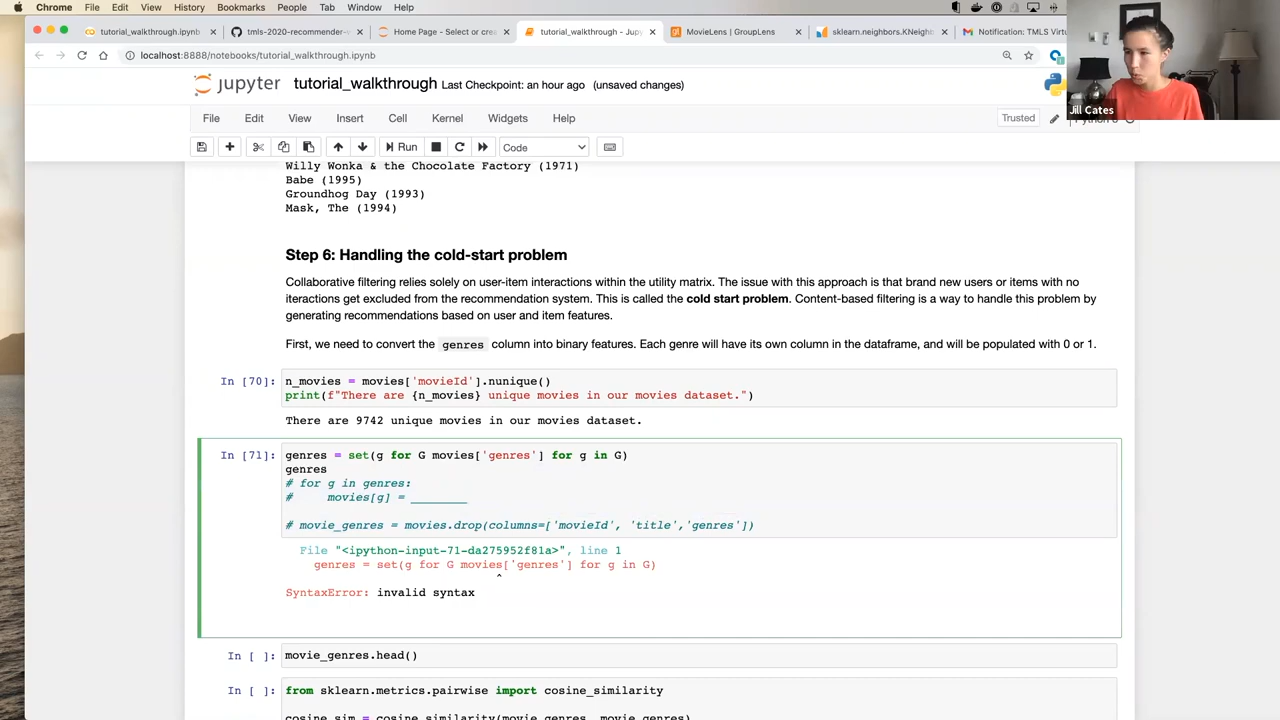 Chrome File Edit View History Bookmarks People Tab Window Help
tutorial_walkthrough.ipynb
tmls-2020-recommender-w
Home Page - Select or cre
tutorial_walkthrough - Jup
MovieLens | GroupLens
sklearn.neighbors.KNeighbor
Notification: TMLS Virtu
localhost:8888/notebooks/tutorial_walkthrough.ipynb
Jill Cates
jupyter tutorial_walkthrough Last Checkpoint: an hour ago (unsaved changes)
File Edit View Insert Cell Kernel Widgets Help Trusted
Run Code
Willy Wonka & the Chocolate Factory (1971)
Babe (1995)
Groundhog Day (1993)
Mask, The (1994)
Step 6: Handling the cold-start problem
Collaborative filtering relies solely on user-item interactions within the utility matrix. The issue with this approach is that brand new users or items with no
iteractions get excluded from the recommendation system. This is called the cold start problem. Content-based filtering is a way to handle this problem by
generating recommendations based on user and item features.
First, we need to convert the genres column into binary features. Each genre will have its own column in the dataframe, and will be populated with 0 or 1.
In [70]: n_movies = movies['movieId'].nunique()
print(f"There are {n_movies} unique movies in our movies dataset.")
There are 9742 unique movies in our movies dataset.
In [71]: genres = set(g for G movies['genres'] for g in G)
genres
# for g in genres:
#     movies[g] = ________
# movie_genres = movies.drop(columns=['movieId', 'title','genres'])
File "<ipython-input-71-da275952f81a>", line 1
genres = set(g for G movies['genres'] for g in G)
^
SyntaxError: invalid syntax
In [ ]: movie_genres.head()
In [ ]: from sklearn.metrics.pairwise import cosine_similarity
cosine_sim = cosine_similarity(movie_genres, movie_genres)